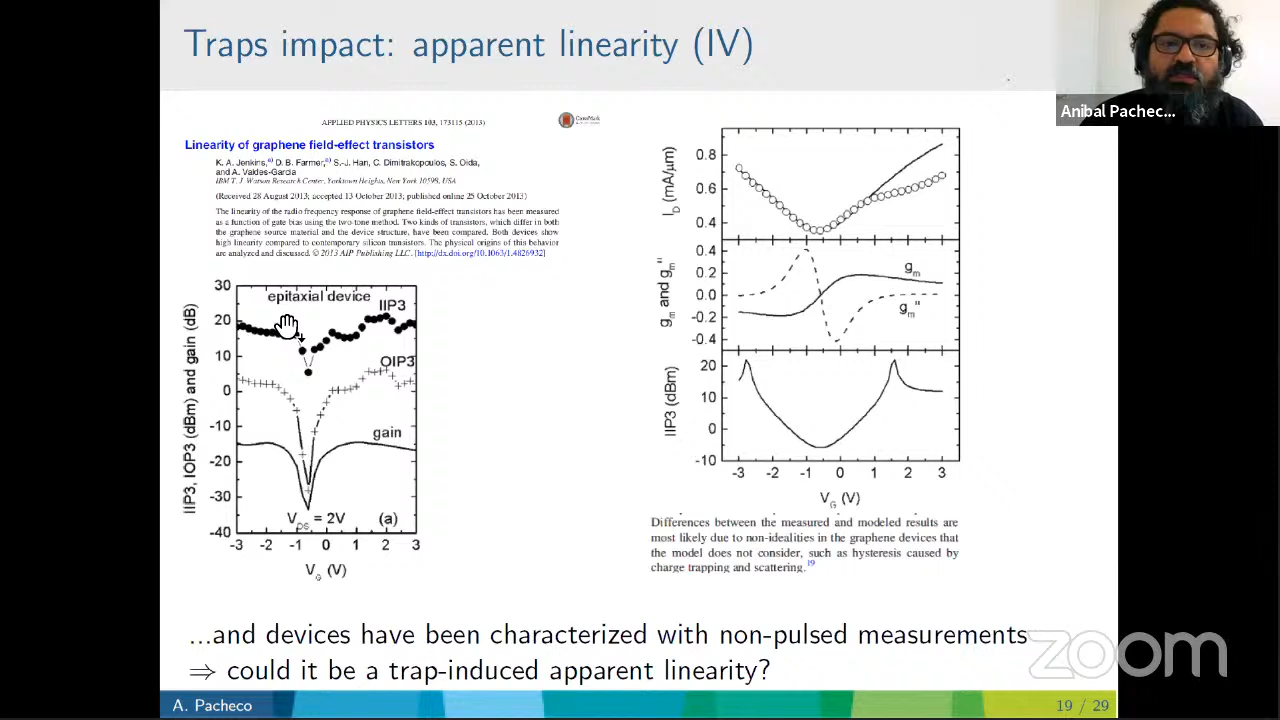 Traps impact: apparent linearity (IV)
Anibal Pachec...
APPLIED PHYSICS LETTERS 103, 173115 (2013)
CrossMark
Linearity of graphene field-effect transistors
K. A. Jenkins,a) D. B. Farmer,a) S.-J. Han, C. Dimitrakopoulos, S. Oida,
and A. Valdes-Garcia
IBM T. J. Watson Research Center, Yorktown Heights, New York 10598, USA
(Received 28 August 2013; accepted 13 October 2013; published online 25 October 2013)
The linearity of the radio frequency response of graphene field-effect transistors has been measured
as a function of gate bias using the two-tone method. Two kinds of transistors, which differ in both
the graphene source material and the device structure, have been compared. Both devices show
high linearity compared to contemporary silicon transistors. The physical origins of this behavior
are analyzed and discussed. © 2013 AIP Publishing LLC. [http://dx.doi.org/10.1063/1.4826932]
IIP3, IOP3 (dBm) and gain (dB)
30
20
10
0
-10
-20
-30
-40
epitaxial device
IIP3
OIP3
gain
VDS = 2V (a)
-3 -2 -1 0 1 2 3
VG (V)
ID (mA/μm)
0.8
0.6
0.4
gm and gm''
0.4
0.2
0.0
-0.2
-0.4
gm
gm''
IIP3 (dBm)
20
10
0
-10
-3 -2 -1 0 1 2 3
VG (V)
Differences between the measured and modeled results are
most likely due to non-idealities in the graphene devices that
the model does not consider, such as hysteresis caused by
charge trapping and scattering.19
...and devices have been characterized with non-pulsed measurements
⇒ could it be a trap-induced apparent linearity?
zoom
A. Pacheco
19 / 29